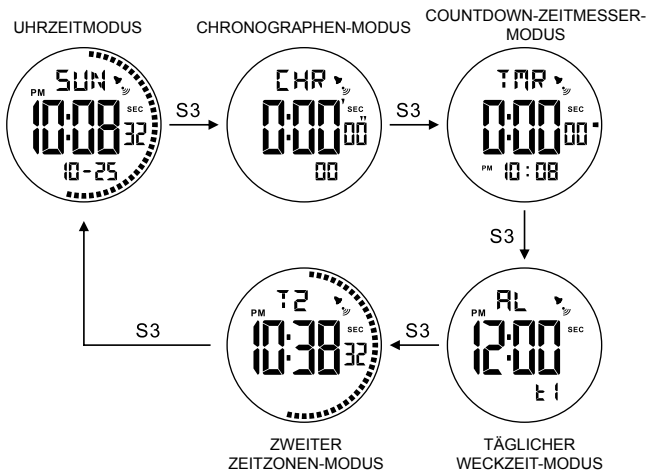 UHRZEITMODUS
CHRONOGRAPHEN-MODUS
COUNTDOWN-ZEITMESSER-
MODUS
SUN
PM
10:08
SEC
32
10-25
S3
CHR
0:00'
SEC
00"
00
S3
TMR
0:00
SEC
00
PM 10:08
S3
AL
PM
12:00
SEC
t1
S3
T2
PM
10:38
SEC
32
S3
ZWEITER
ZEITZONEN-MODUS
TÄGLICHER
WECKZEIT-MODUS